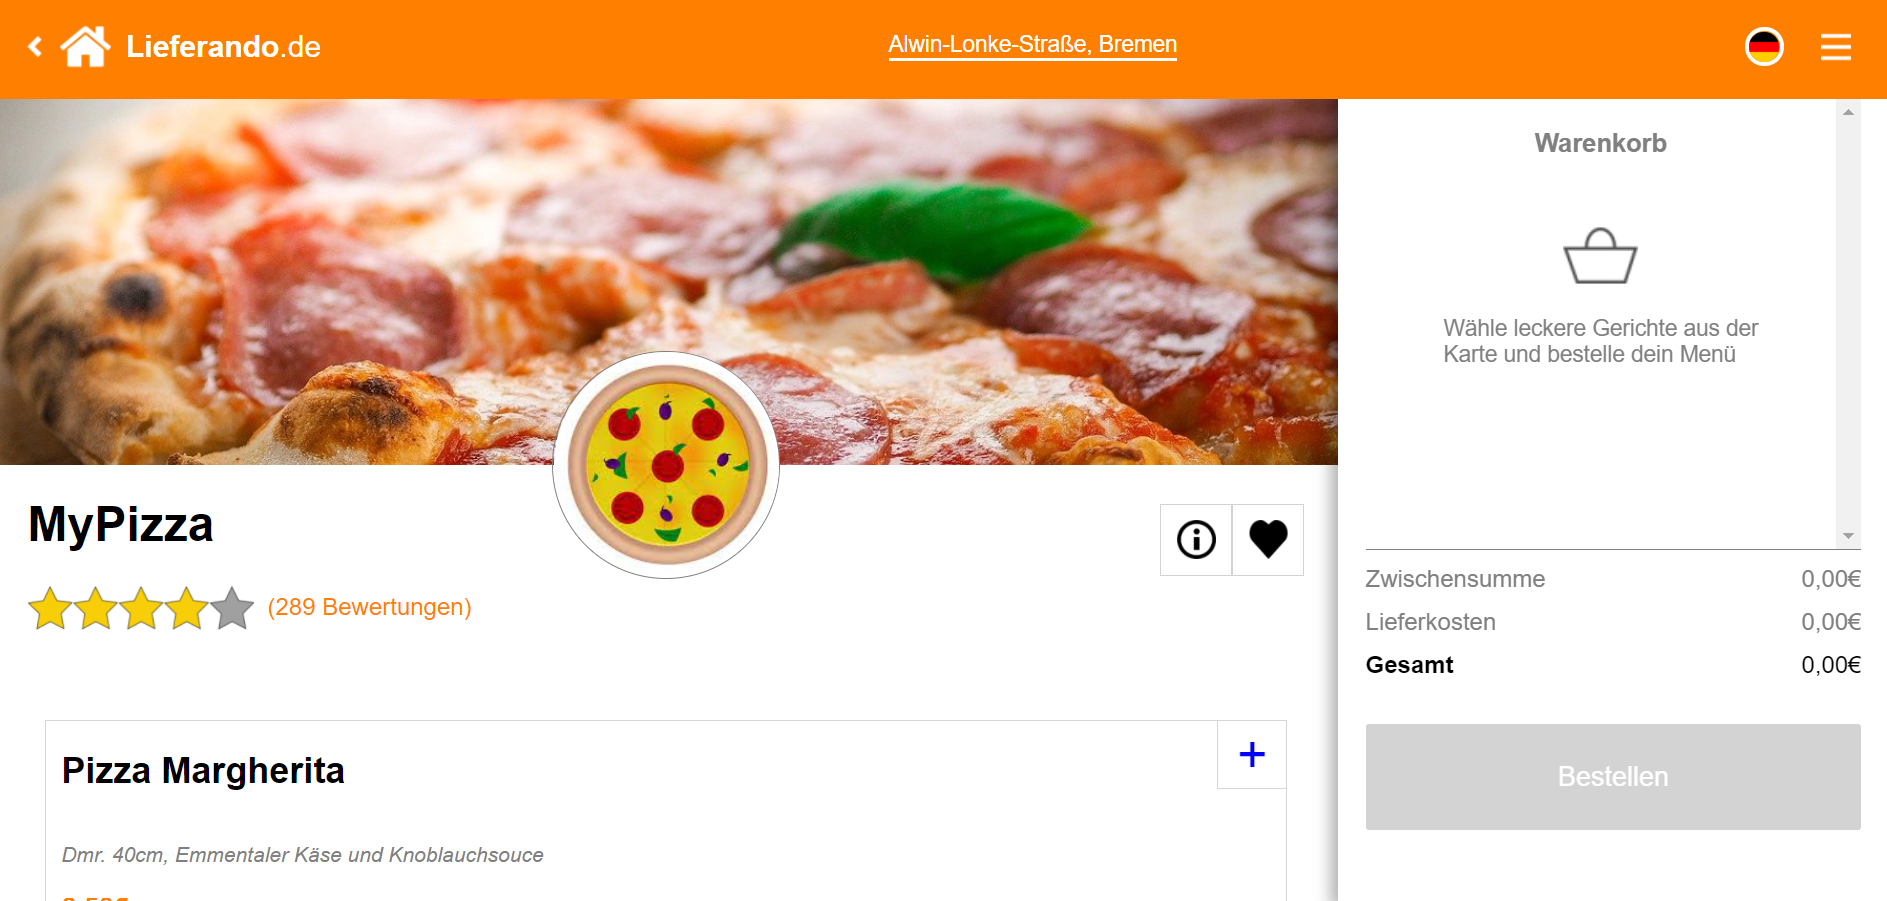 Lieferando.de
Alwin-Lonke-Straße, Bremen
Warenkorb
Wähle leckere Gerichte aus der
Karte und bestelle dein Menü
MyPizza
(289 Bewertungen)
Zwischensumme 0,00€
Lieferkosten 0,00€
Gesamt 0,00€
Bestellen
Pizza Margherita
+
Dmr. 40cm, Emmentaler Käse und Knoblauchsouce